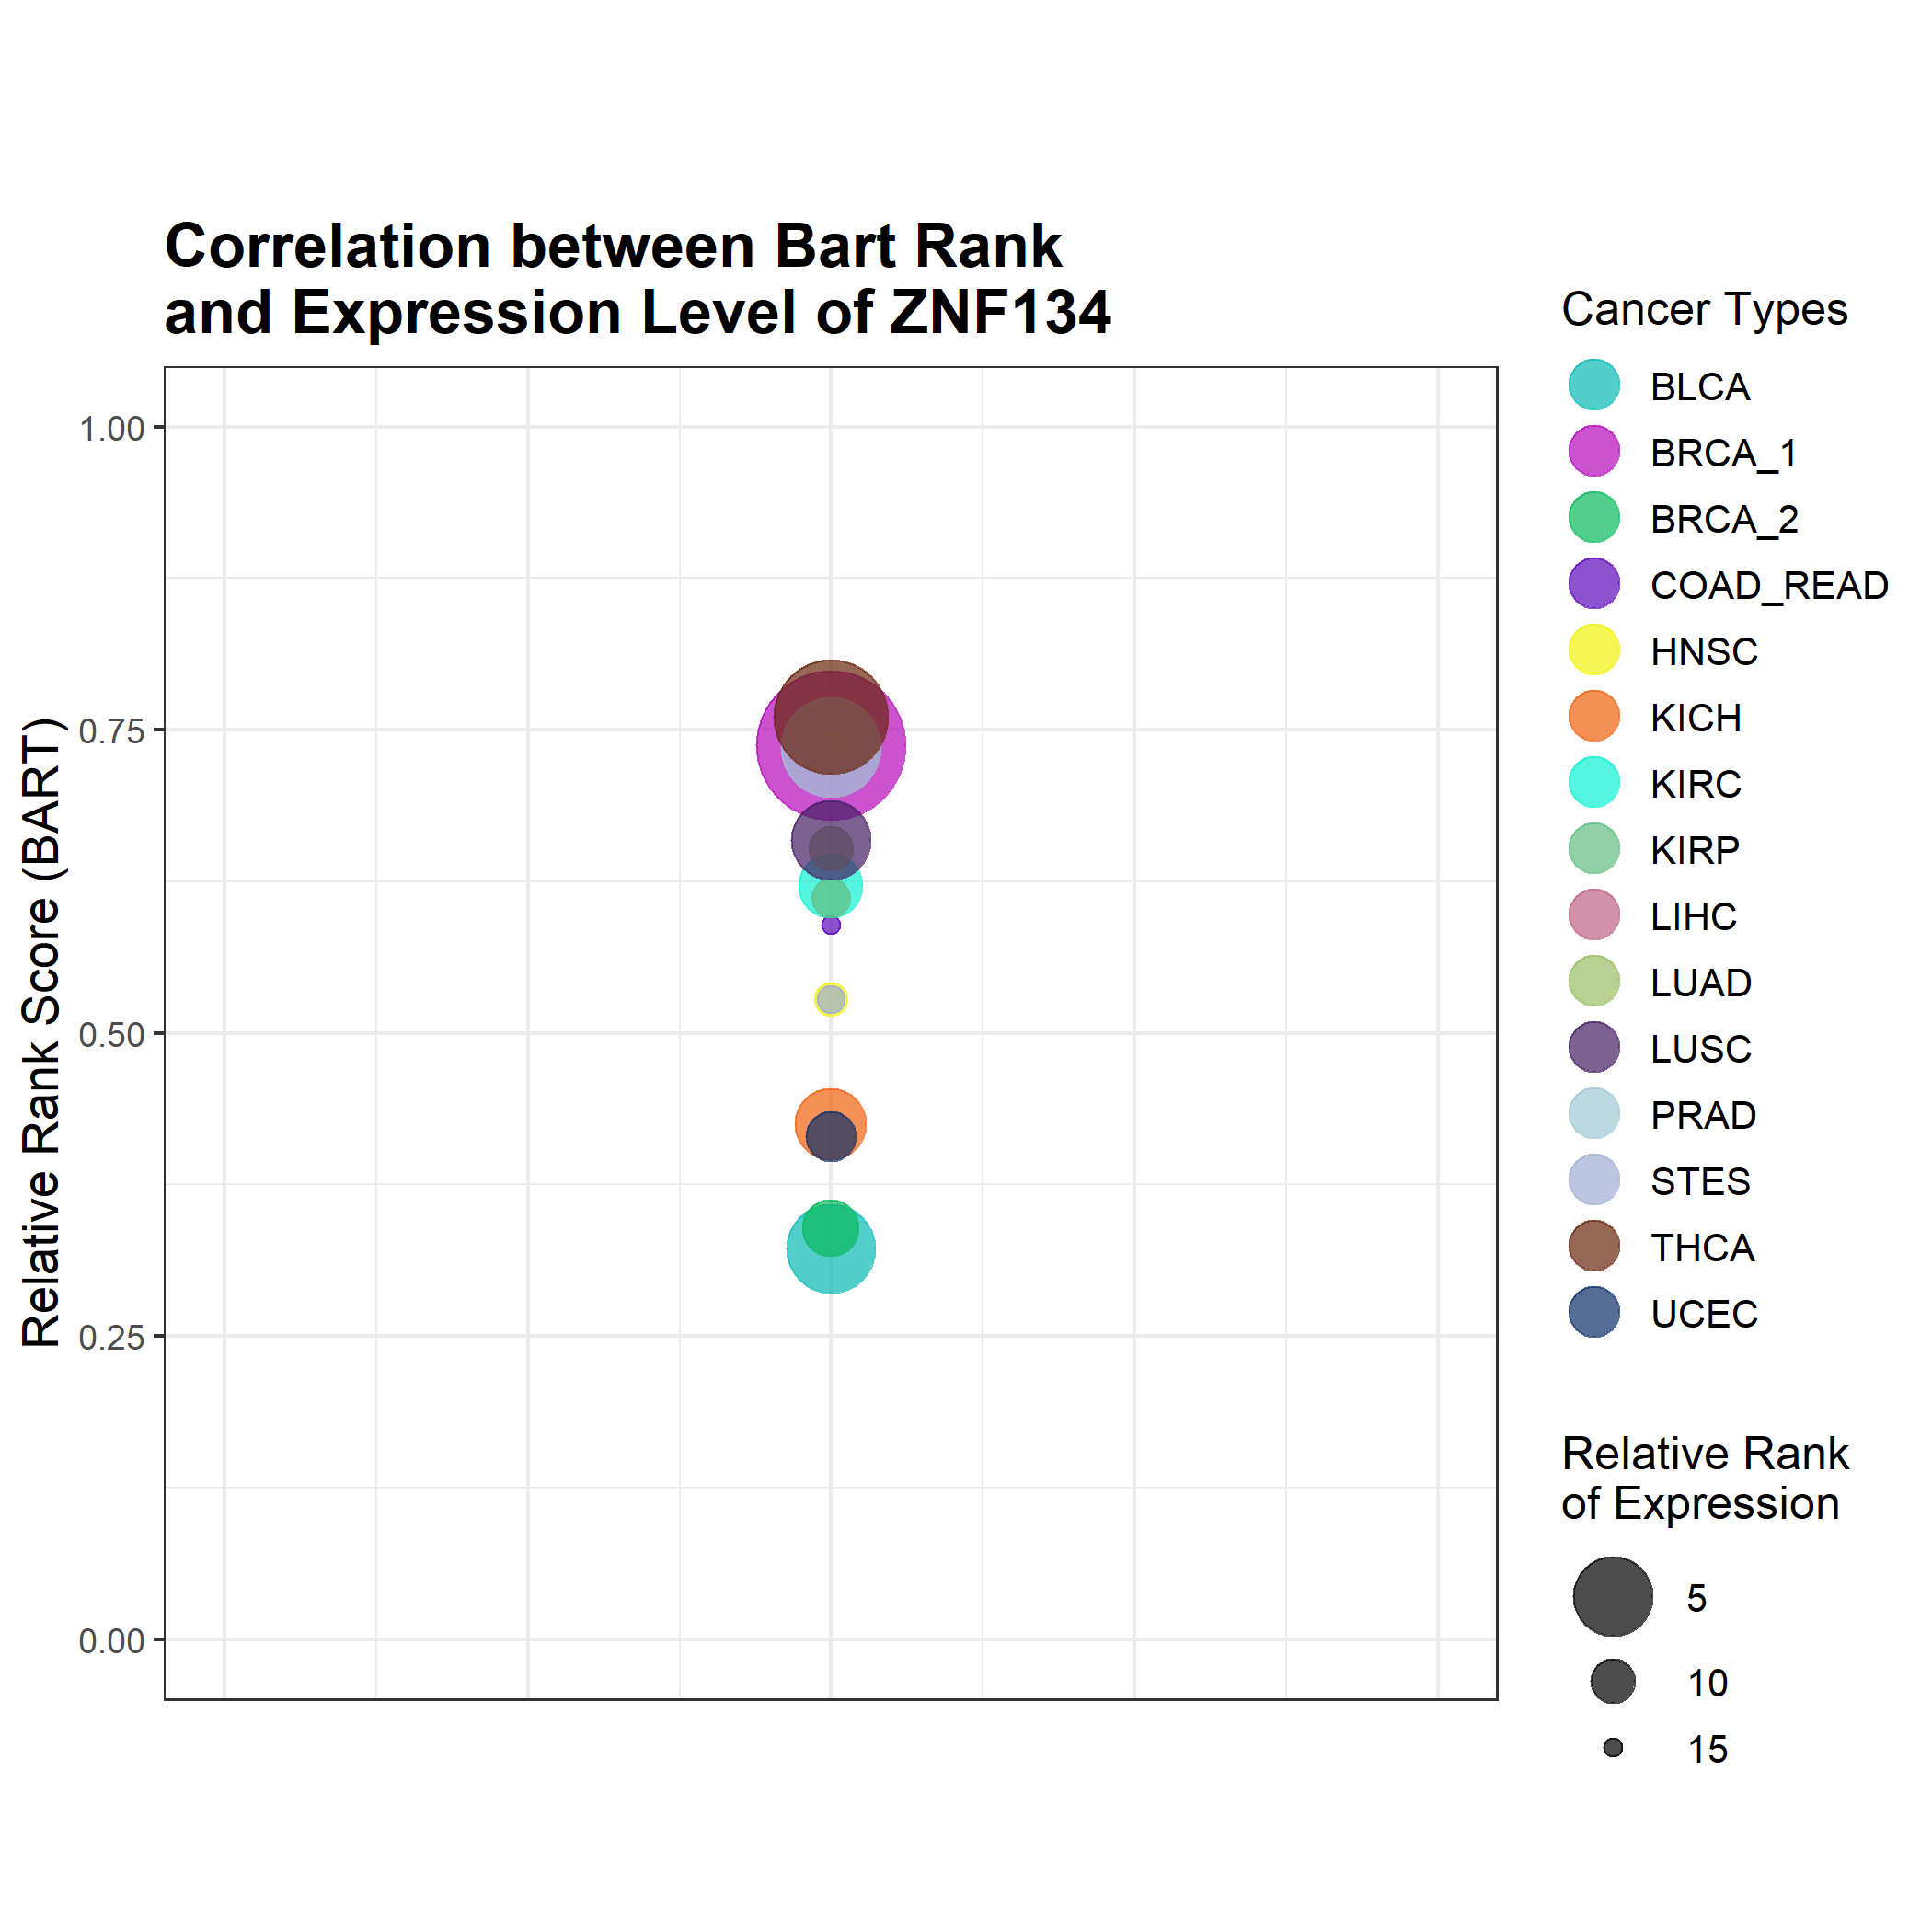 Correlation between Bart Rank
and Expression Level of ZNF134
Relative Rank Score (BART)
1.00
0.75
0.50
0.25
0.00
Cancer Types
BLCA
BRCA_1
BRCA_2
COAD_READ
HNSC
KICH
KIRC
KIRP
LIHC
LUAD
LUSC
PRAD
STES
THCA
UCEC
Relative Rank
of Expression
5
10
15